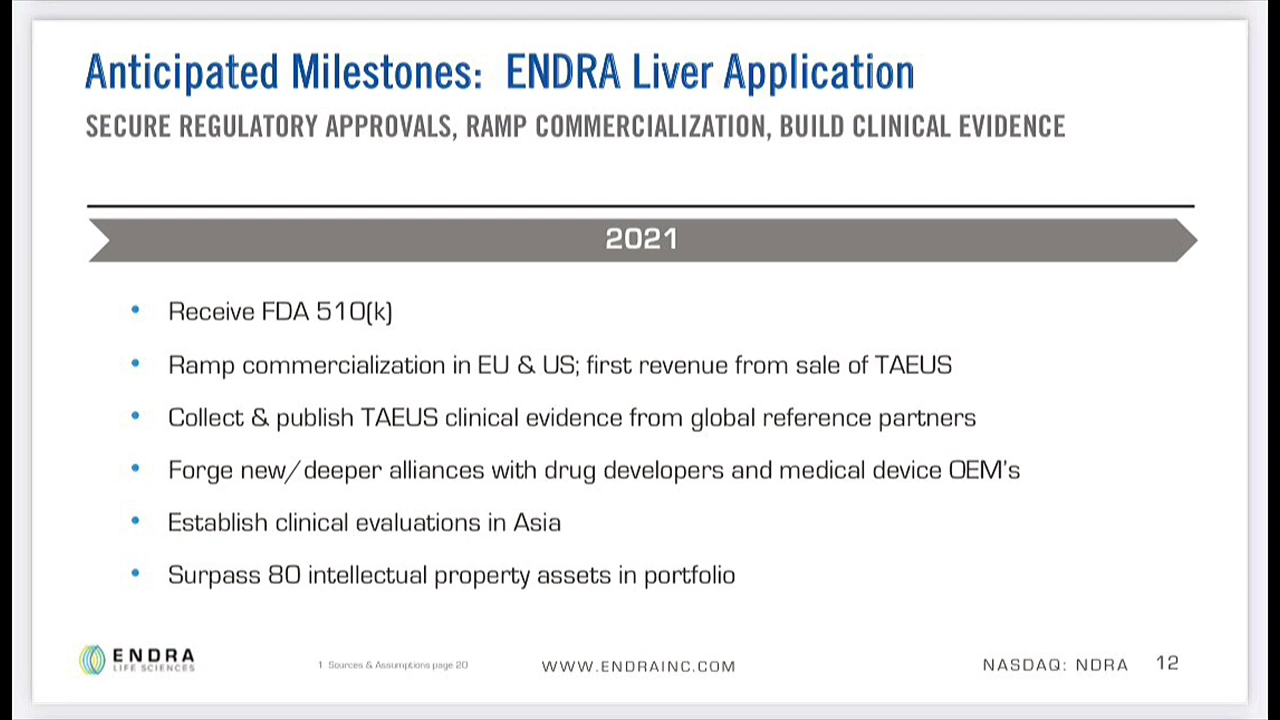 Anticipated Milestones: ENDRA Liver Application
SECURE REGULATORY APPROVALS, RAMP COMMERCIALIZATION, BUILD CLINICAL EVIDENCE
2021
• Receive FDA 510(k)
• Ramp commercialization in EU & US; first revenue from sale of TAEUS
• Collect & publish TAEUS clinical evidence from global reference partners
• Forge new/deeper alliances with drug developers and medical device OEM's
• Establish clinical evaluations in Asia
• Surpass 80 intellectual property assets in portfolio
ENDRA
LIFE SCIENCES
1 Sources & Assumptions page 20
WWW.ENDRAINC.COM
NASDAQ: NDRA 12